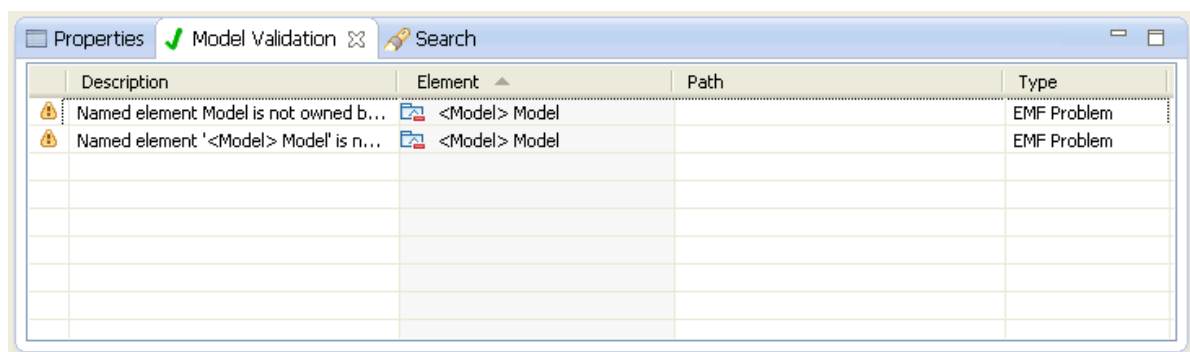 Properties Model Validation Search
Description Element Path Type
Named element Model is not owned b... <Model> Model EMF Problem
Named element '<Model> Model' is n... <Model> Model EMF Problem